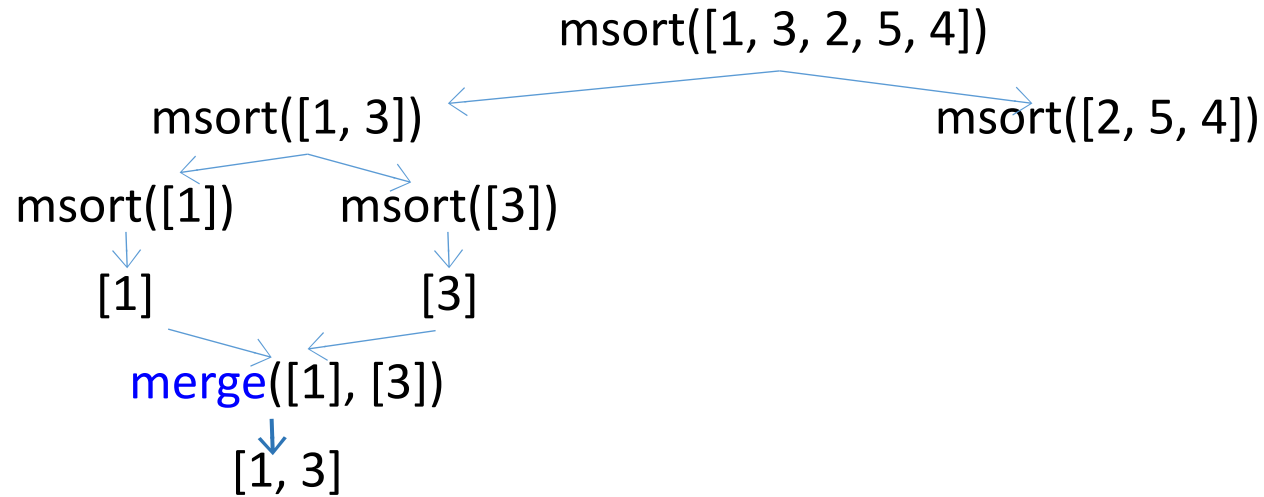 msort([1, 3, 2, 5, 4])
msort([1, 3])
msort([2, 5, 4])
msort([1])
msort([3])
[1]
[3]
merge([1], [3])
[1, 3]